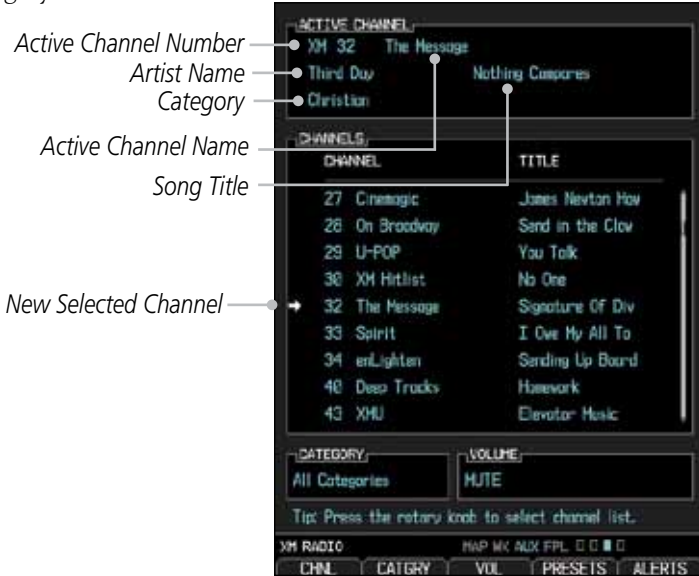 Active Channel Number
Artist Name
Category
Active Channel Name
Song Title
New Selected Channel
ACTIVE CHANNEL
XM 32 The Message
Third Day Nothing Compares
Christian
CHANNELS
CHANNEL TITLE
27 Cinemagic James Newton How
28 On Broadway Send in the Clow
29 U-POP You Talk
30 XM Hitlist No One
32 The Message Signature Of Div
33 Spirit I Owe My All To
34 enLighten Sending Up Board
40 Deep Tracks Homework
43 XMU Elevator Music
CATEGORY VOLUME
All Categories MUTE
Tip: Press the rotary knob to select channel list.
XM RADIO MAP WX AUX FPL
CHNL CATGRY VOL PRESETS ALERTS